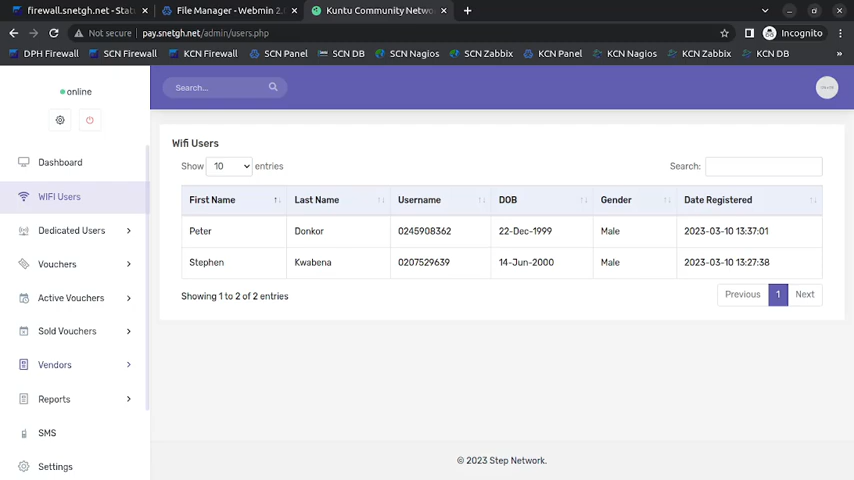 firewall.snetgh.net - Stat
File Manager - Webmin 2.
Kuntu Community Netwo
Not secure
pay.snetgh.net/admin/users.php
Incognito
DPH Firewall SCN Firewall KCN Firewall SCN Panel SCN DB SCN Nagios SCN Zabbix KCN Panel KCN Nagios KCN Zabbix KCN DB »
online
Search...
Dashboard
WIFI Users
Dedicated Users
Vouchers
Active Vouchers
Sold Vouchers
Vendors
Reports
SMS
Settings
Wifi Users
Show 10 entries
Search:
First Name Last Name Username DOB Gender Date Registered
Peter Donkor 0245908362 22-Dec-1999 Male 2023-03-10 13:37:01
Stephen Kwabena 0207529639 14-Jun-2000 Male 2023-03-10 13:27:38
Showing 1 to 2 of 2 entries
Previous 1 Next
© 2023 Step Network.